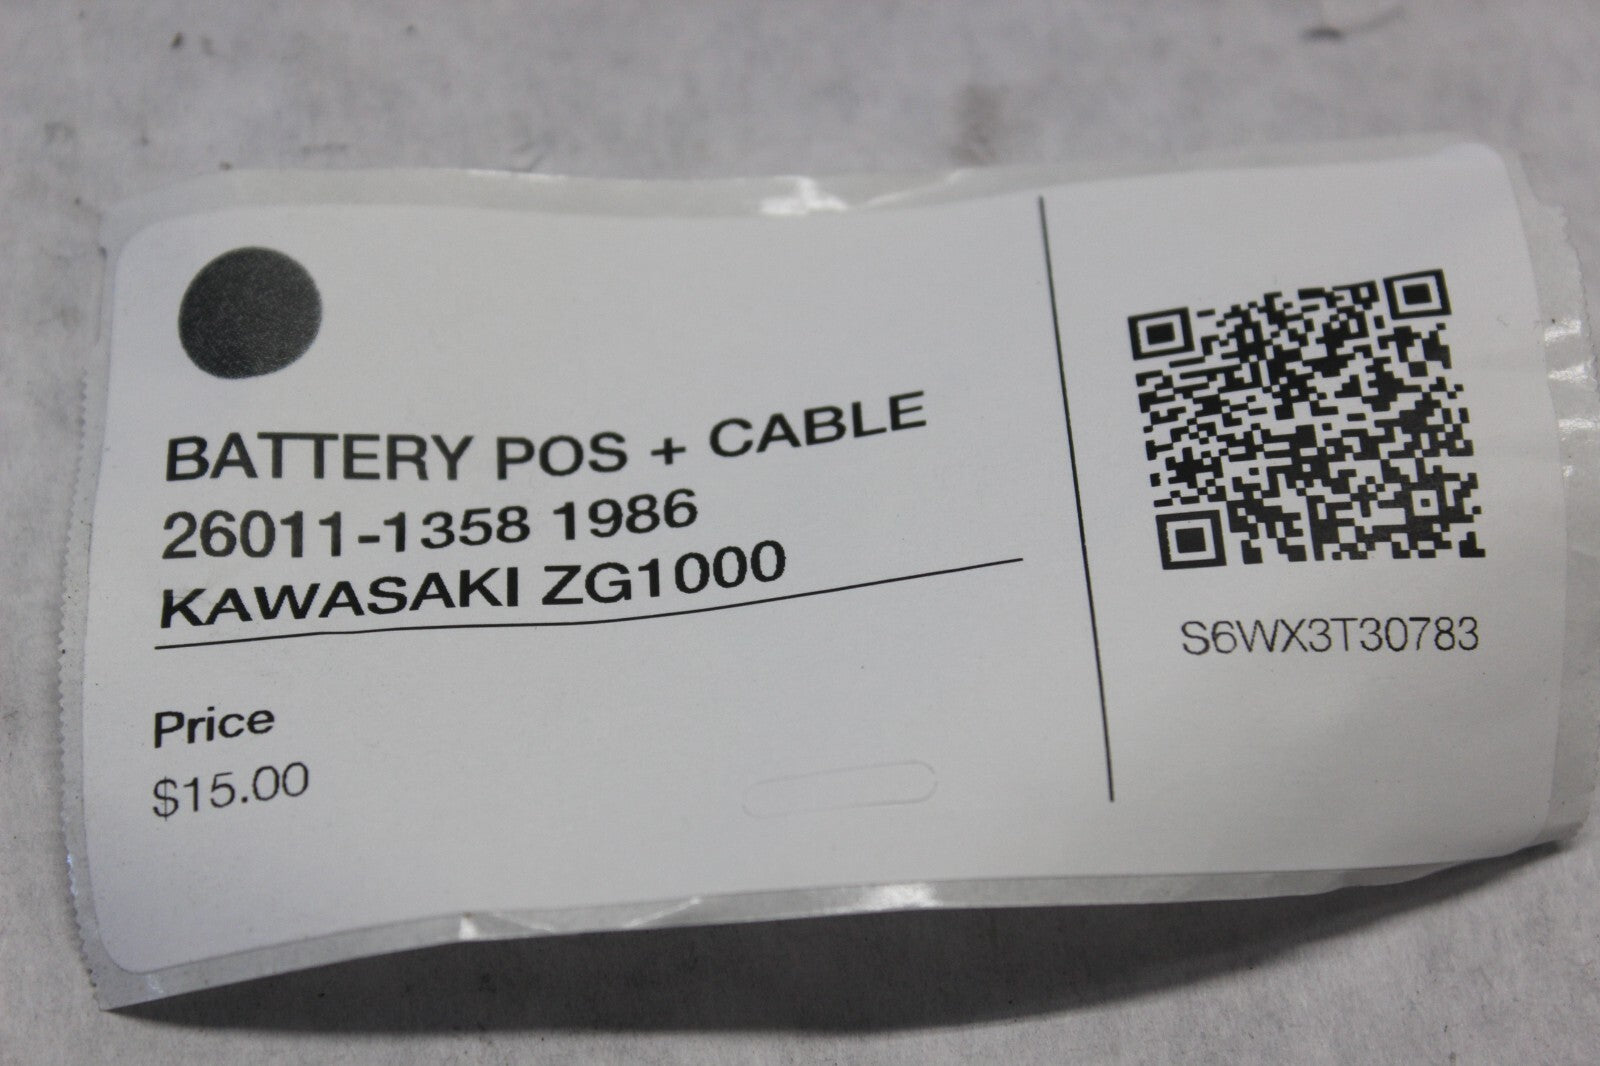 BATTERY POS + CABLE
26011-1358 1986
KAWASAKI ZG1000
Price
$15.00
S6WX3T30783